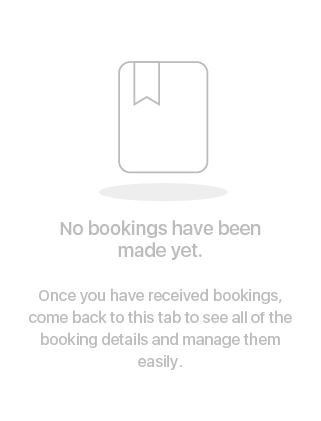 No bookings have been
made yet.
Once you have received bookings,
come back to this tab to see all of the
booking details and manage them
easily.